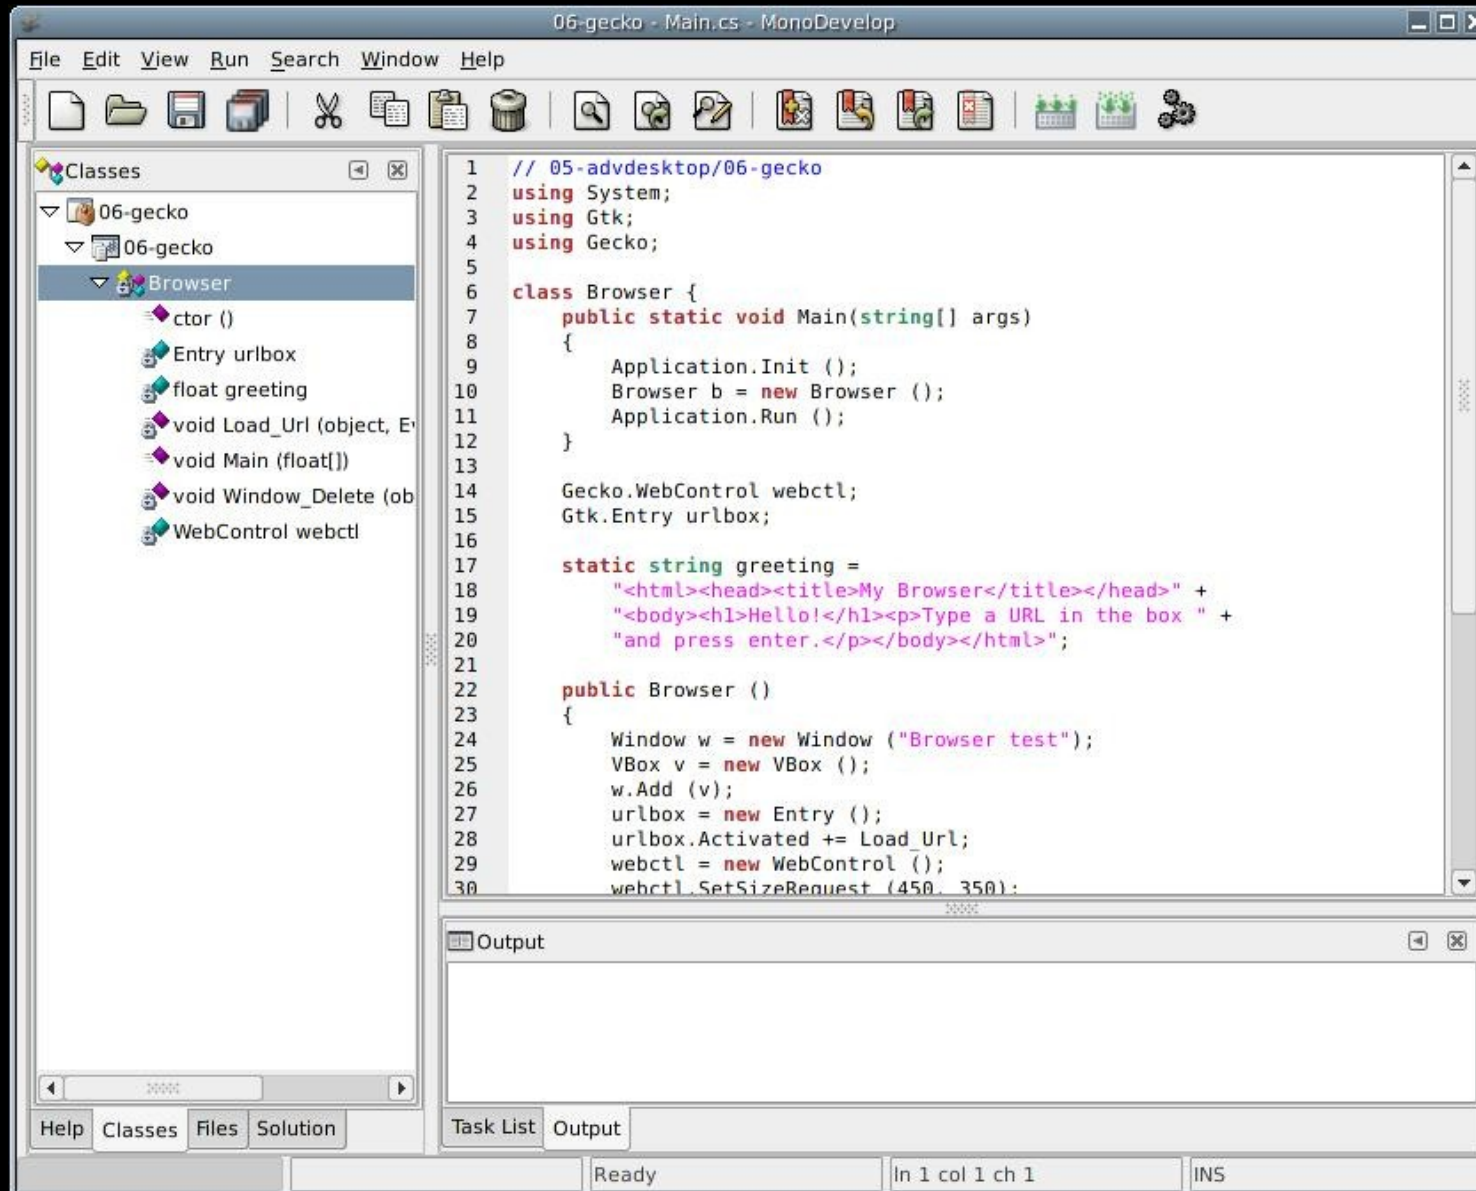 06-gecko - Main.cs - MonoDevelop
File Edit View Run Search Window Help
Classes
06-gecko
06-gecko
Browser
ctor ()
Entry urlbox
float greeting
void Load_Url (object, Ev
void Main (float[])
void Window_Delete (ob
WebControl webctl
Help Classes Files Solution
1 // 05-advdesktop/06-gecko
2 using System;
3 using Gtk;
4 using Gecko;
5
6 class Browser {
7 public static void Main(string[] args)
8 {
9 Application.Init ();
10 Browser b = new Browser ();
11 Application.Run ();
12 }
13
14 Gecko.WebControl webctl;
15 Gtk.Entry urlbox;
16
17 static string greeting =
18 "<html><head><title>My Browser</title></head>" +
19 "<body><h1>Hello!</h1><p>Type a URL in the box " +
20 "and press enter.</p></body></html>";
21
22 public Browser ()
23 {
24 Window w = new Window ("Browser test");
25 VBox v = new VBox ();
26 w.Add (v);
27 urlbox = new Entry ();
28 urlbox.Activated += Load_Url;
29 webctl = new WebControl ();
30 webctl.SetSizeRequest (450, 350);
Output
Task List Output
Ready ln 1 col 1 ch 1 INS